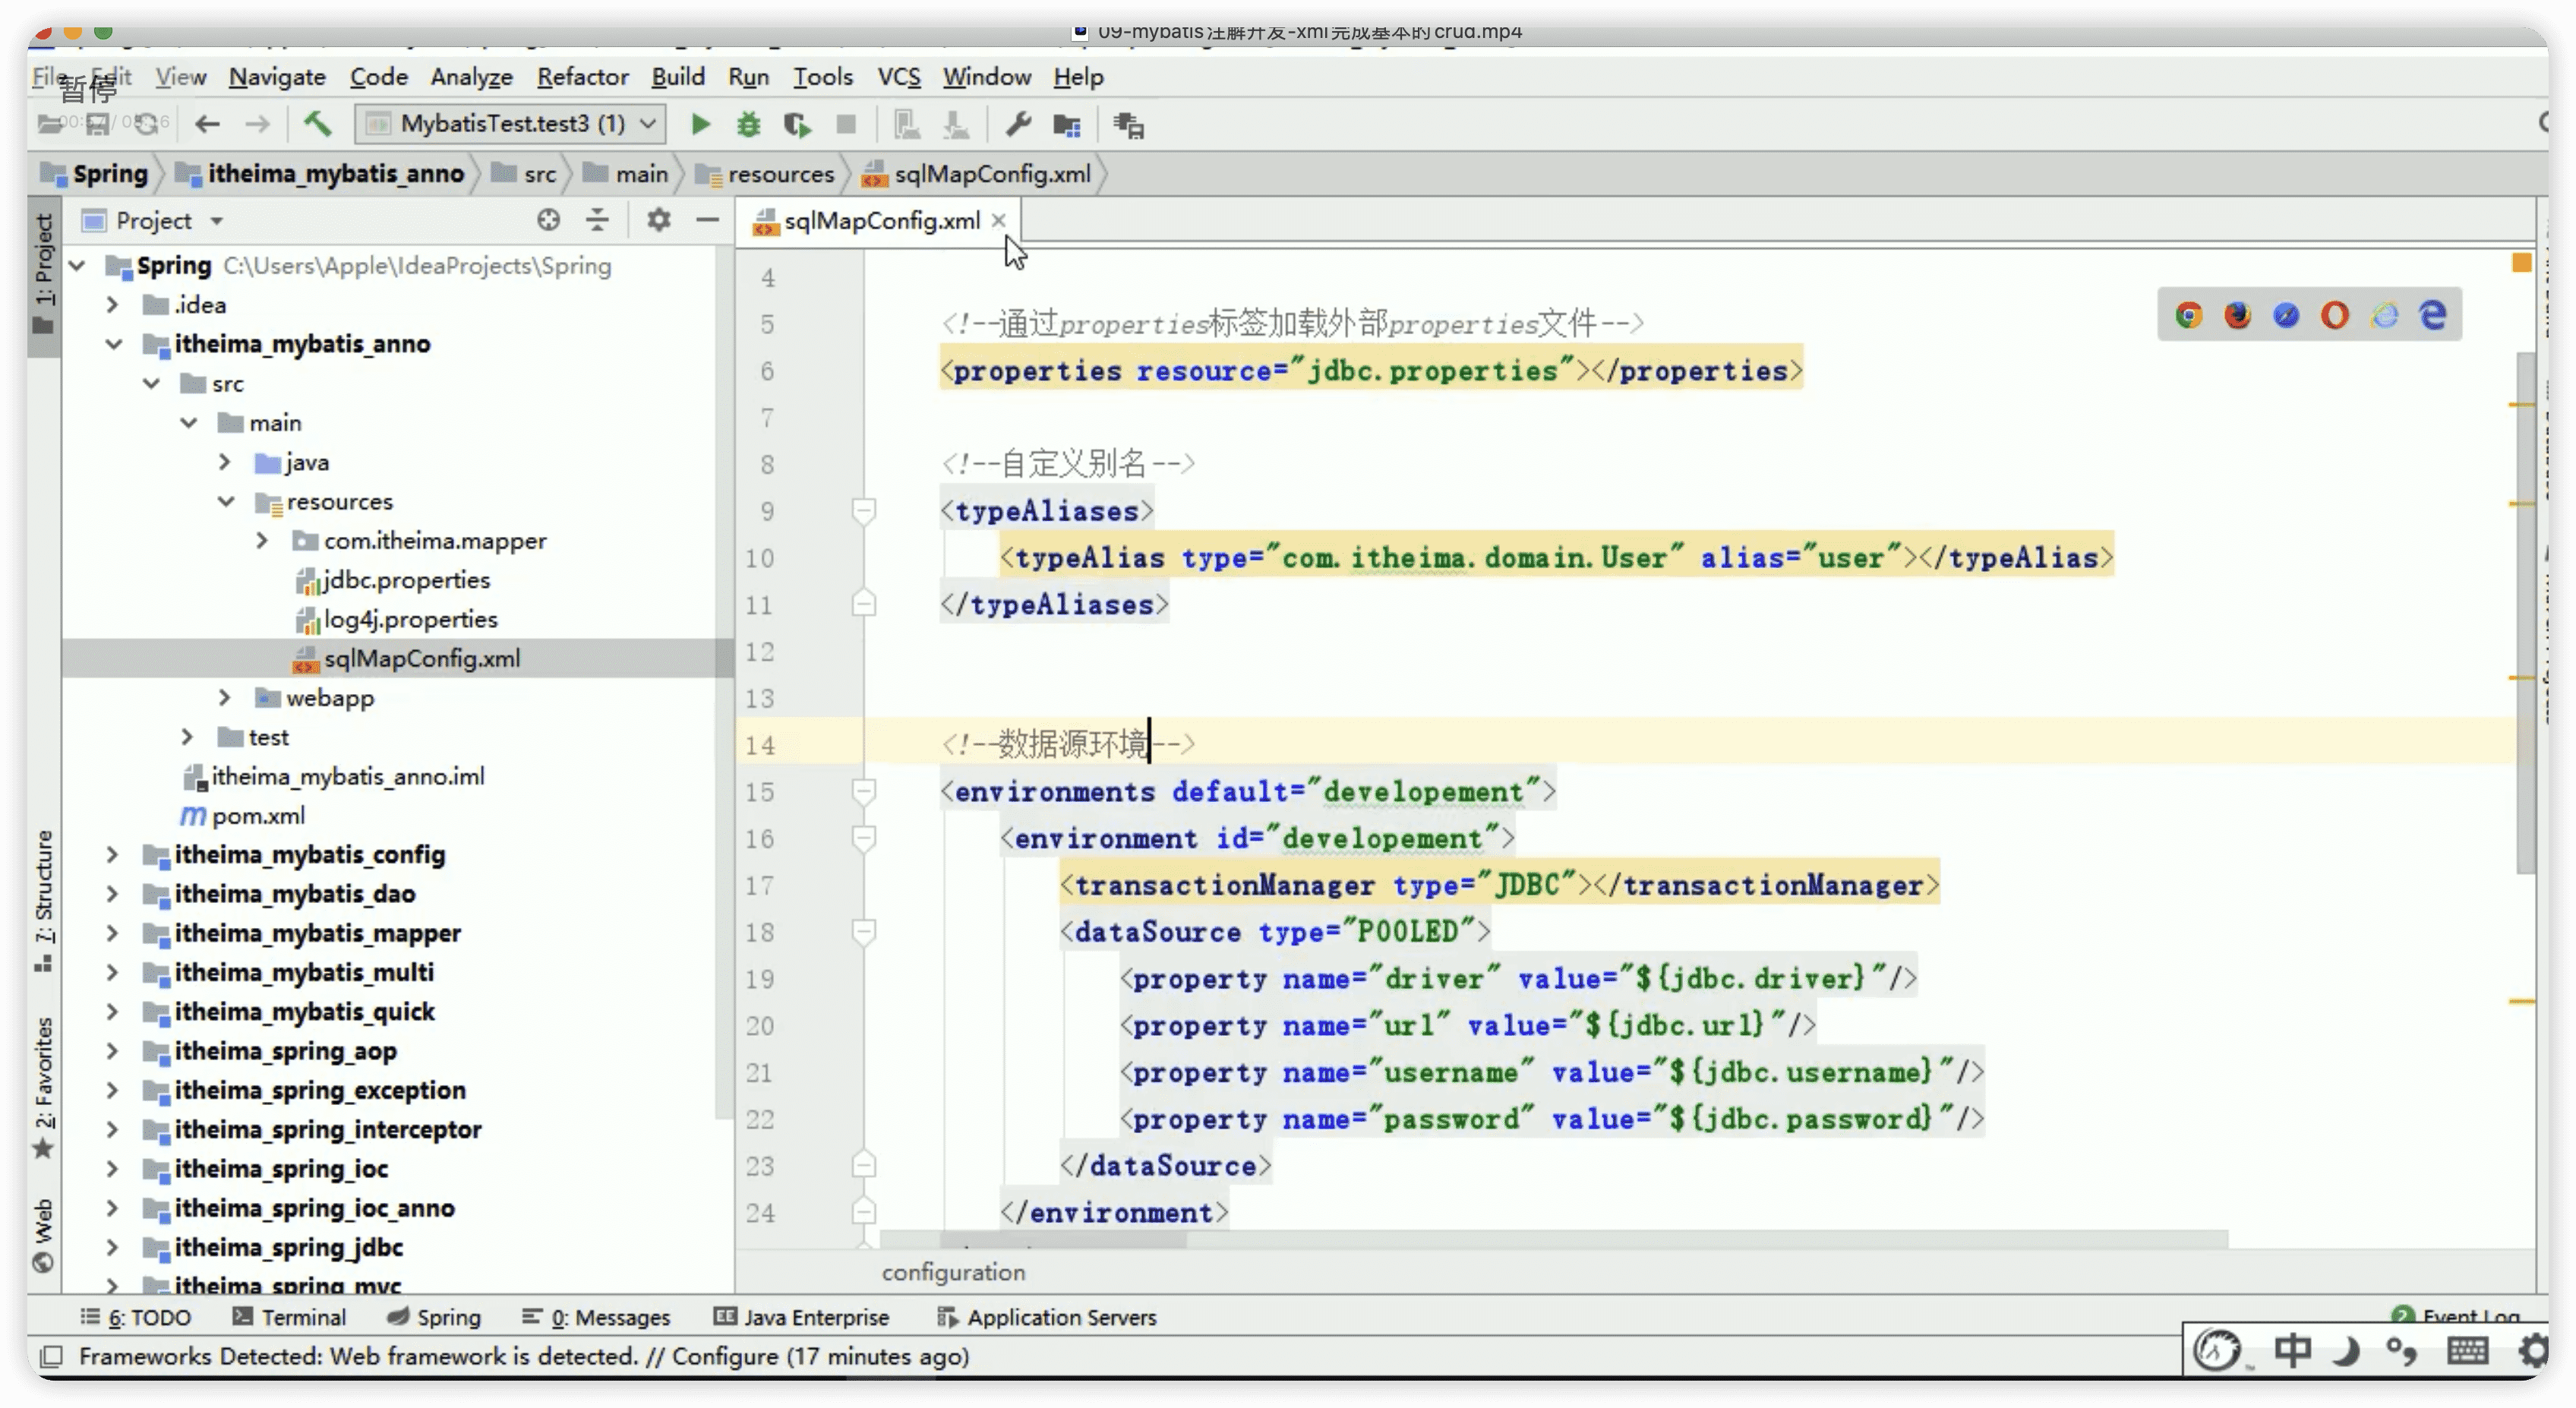 09-mybatis注解开发-xml完成基本的crud.mp4
File Edit View Navigate Code Analyze Refactor Build Run Tools VCS Window Help
暂停
MybatisTest.test3 (1)
Spring itheima_mybatis_anno src main resources sqlMapConfig.xml
1: Project
Project
Spring C:\Users\Apple\IdeaProjects\Spring
.idea
itheima_mybatis_anno
src
main
java
resources
com.itheima.mapper
jdbc.properties
log4j.properties
sqlMapConfig.xml
webapp
test
itheima_mybatis_anno.iml
pom.xml
itheima_mybatis_config
itheima_mybatis_dao
itheima_mybatis_mapper
itheima_mybatis_multi
itheima_mybatis_quick
itheima_spring_aop
itheima_spring_exception
itheima_spring_interceptor
itheima_spring_ioc
itheima_spring_ioc_anno
itheima_spring_jdbc
itheima_spring_mvc
7: Structure
2: Favorites
Web
sqlMapConfig.xml
4
5 <!--通过properties标签加载外部properties文件-->
6 <properties resource="jdbc.properties"></properties>
7
8 <!--自定义别名-->
9 <typeAliases>
10 <typeAlias type="com.itheima.domain.User" alias="user"></typeAlias>
11 </typeAliases>
12
13
14 <!--数据源环境-->
15 <environments default="developement">
16 <environment id="developement">
17 <transactionManager type="JDBC"></transactionManager>
18 <dataSource type="POOLED">
19 <property name="driver" value="${jdbc.driver}"/>
20 <property name="url" value="${jdbc.url}"/>
21 <property name="username" value="${jdbc.username}"/>
22 <property name="password" value="${jdbc.password}"/>
23 </dataSource>
24 </environment>
configuration
6: TODO Terminal Spring 0: Messages Java Enterprise Application Servers 2 Event Log
Frameworks Detected: Web framework is detected. // Configure (17 minutes ago)
中